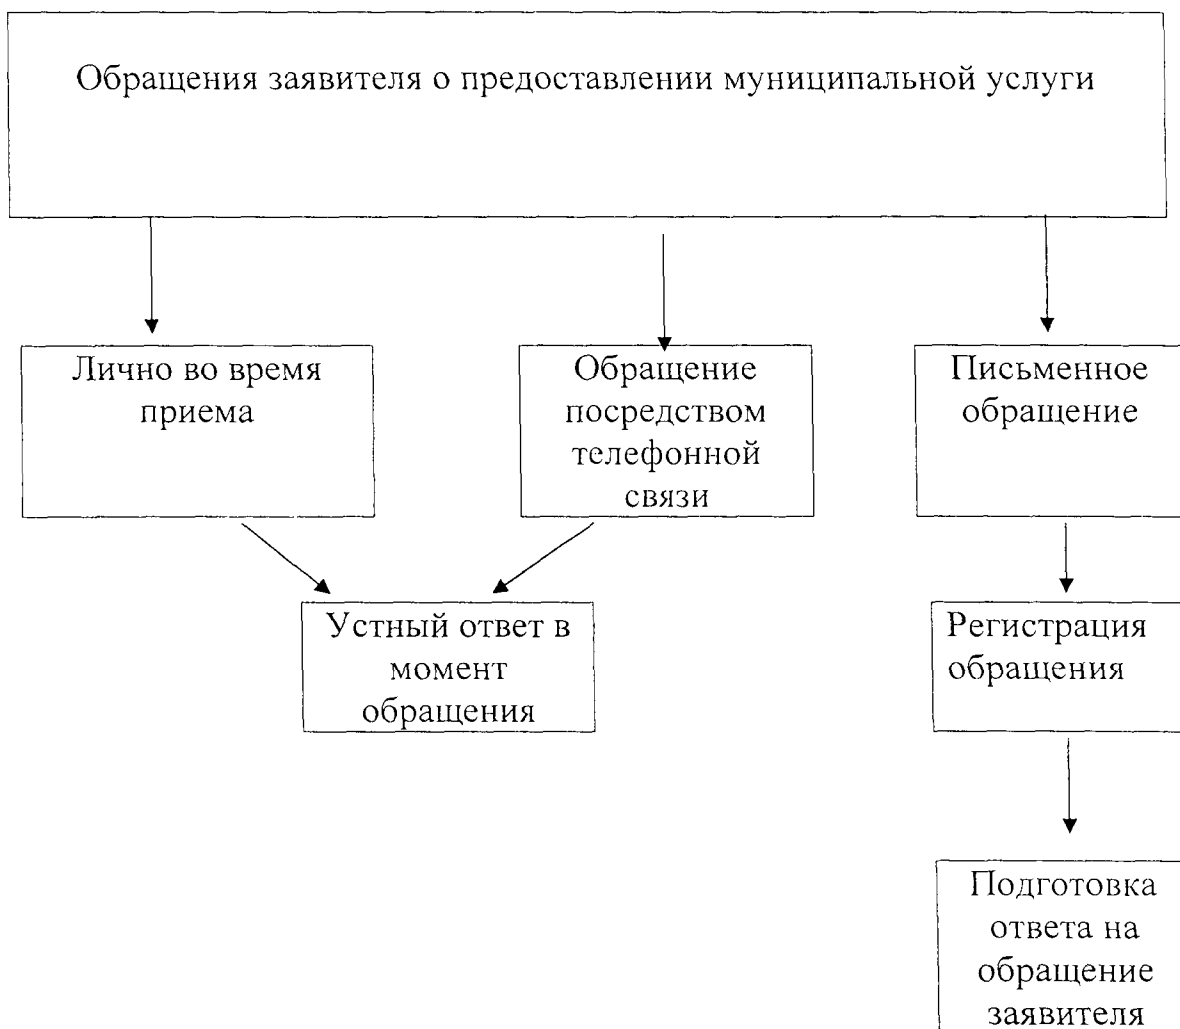 Обращения заявителя о предоставлении муниципальной услуги
Лично во время
приема
Обращение
посредством
телефонной
связи
Письменное
обращение
Устный ответ в
момент
обращения
Регистрация
обращения
Подготовка
ответа на
обращение
заявителя